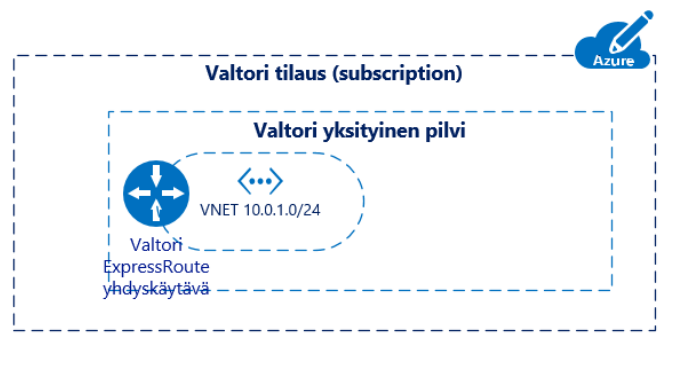 Azure
Valtori tilaus (subscription)
Valtori yksityinen pilvi
VNET 10.0.1.0/24
Valtori
ExpressRoute
yhdyskäytävä